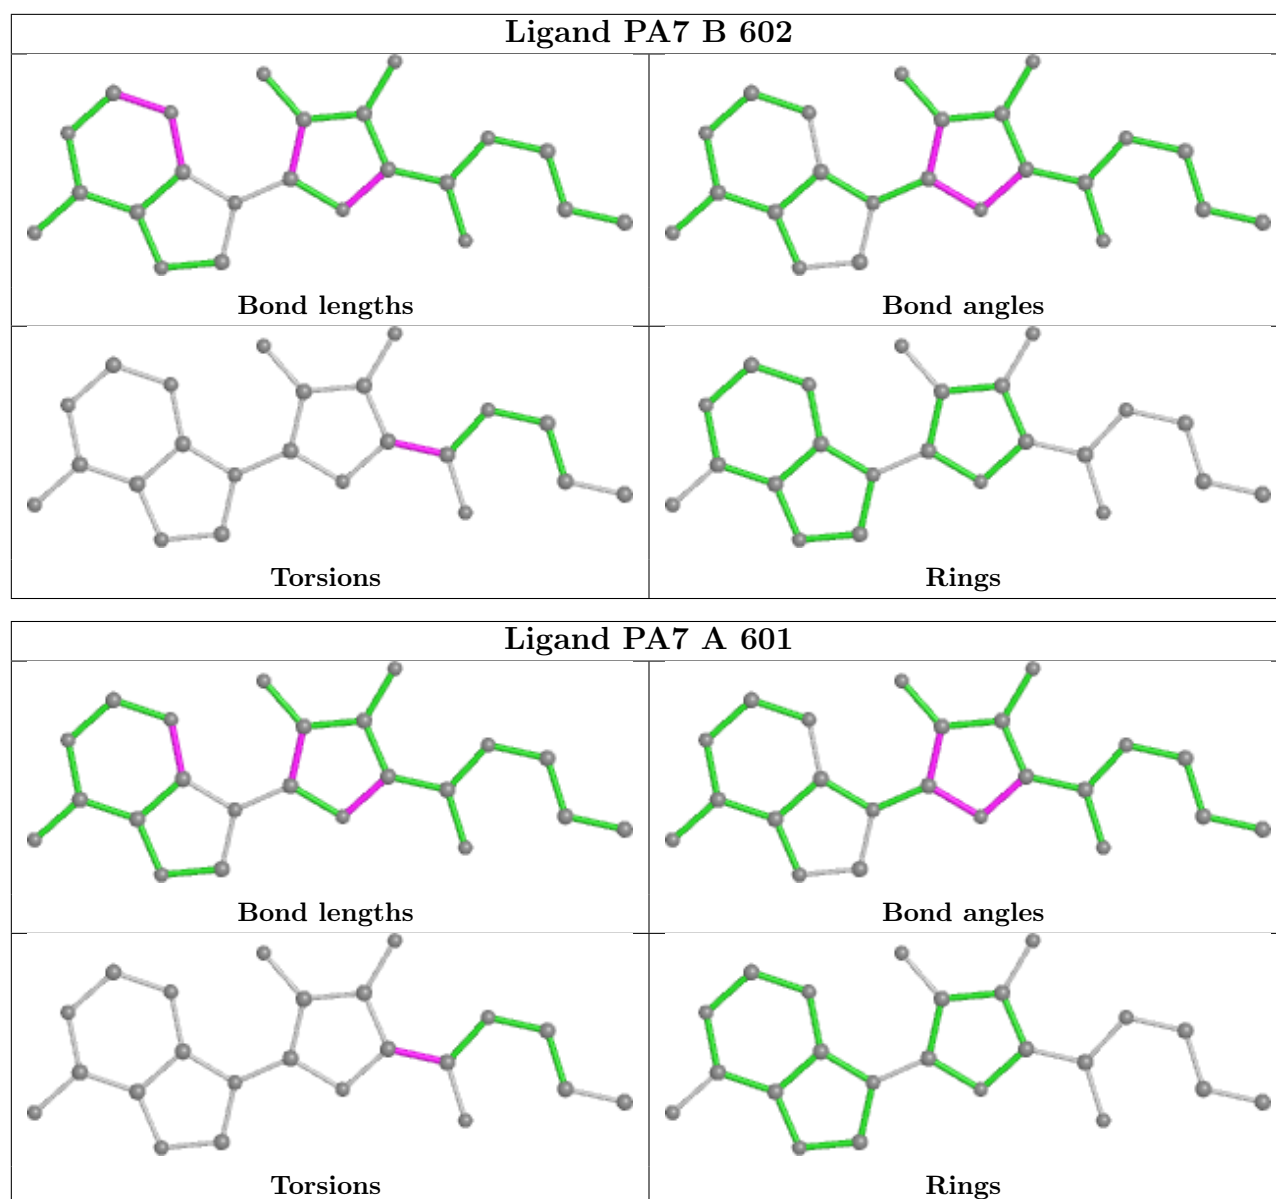 Ligand PA7 B 602
Bond lengths
Bond angles
Torsions
Rings
Ligand PA7 A 601
Bond lengths
Bond angles
Torsions
Rings